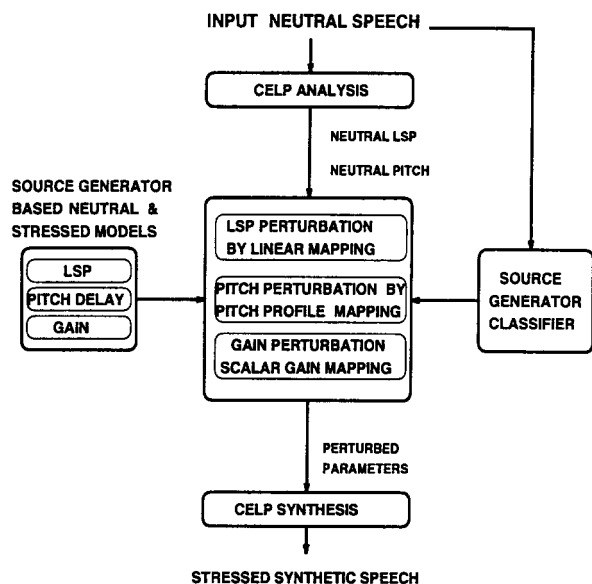 INPUT NEUTRAL SPEECH
CELP ANALYSIS
NEUTRAL LSP
NEUTRAL PITCH
SOURCE GENERATOR
BASED NEUTRAL &
STRESSED MODELS
LSP
PITCH DELAY
GAIN
LSP PERTURBATION
BY LINEAR MAPPING
PITCH PERTURBATION BY
PITCH PROFILE MAPPING
GAIN PERTURBATION
SCALAR GAIN MAPPING
SOURCE
GENERATOR
CLASSIFIER
PERTURBED
PARAMETERS
CELP SYNTHESIS
STRESSED SYNTHETIC SPEECH